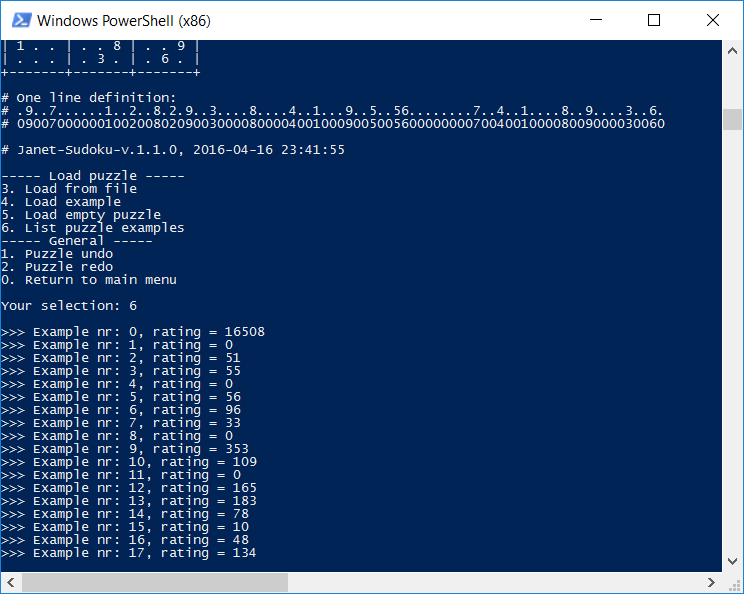 Windows PowerShell (x86)
| 1 . . | . . 8 | . . 9 |
| . . . | . 3 . | . 6 . |
+-------+-------+-------+
# One line definition:
# .9..7......1..2..8.2.9..3....8....4..1...9..5..56........7..4..1....8..9....3..6.
# 090070000001002008020900300008000040010009005005600000000700400100008009000030060
# Janet-Sudoku-v.1.1.0, 2016-04-16 23:41:55
----- Load puzzle -----
3. Load from file
4. Load example
5. Load empty puzzle
6. List puzzle examples
----- General -----
1. Puzzle undo
2. Puzzle redo
0. Return to main menu
Your selection: 6
>>> Example nr: 0, rating = 16508
>>> Example nr: 1, rating = 0
>>> Example nr: 2, rating = 51
>>> Example nr: 3, rating = 55
>>> Example nr: 4, rating = 0
>>> Example nr: 5, rating = 56
>>> Example nr: 6, rating = 96
>>> Example nr: 7, rating = 33
>>> Example nr: 8, rating = 0
>>> Example nr: 9, rating = 353
>>> Example nr: 10, rating = 109
>>> Example nr: 11, rating = 0
>>> Example nr: 12, rating = 165
>>> Example nr: 13, rating = 183
>>> Example nr: 14, rating = 78
>>> Example nr: 15, rating = 10
>>> Example nr: 16, rating = 48
>>> Example nr: 17, rating = 134